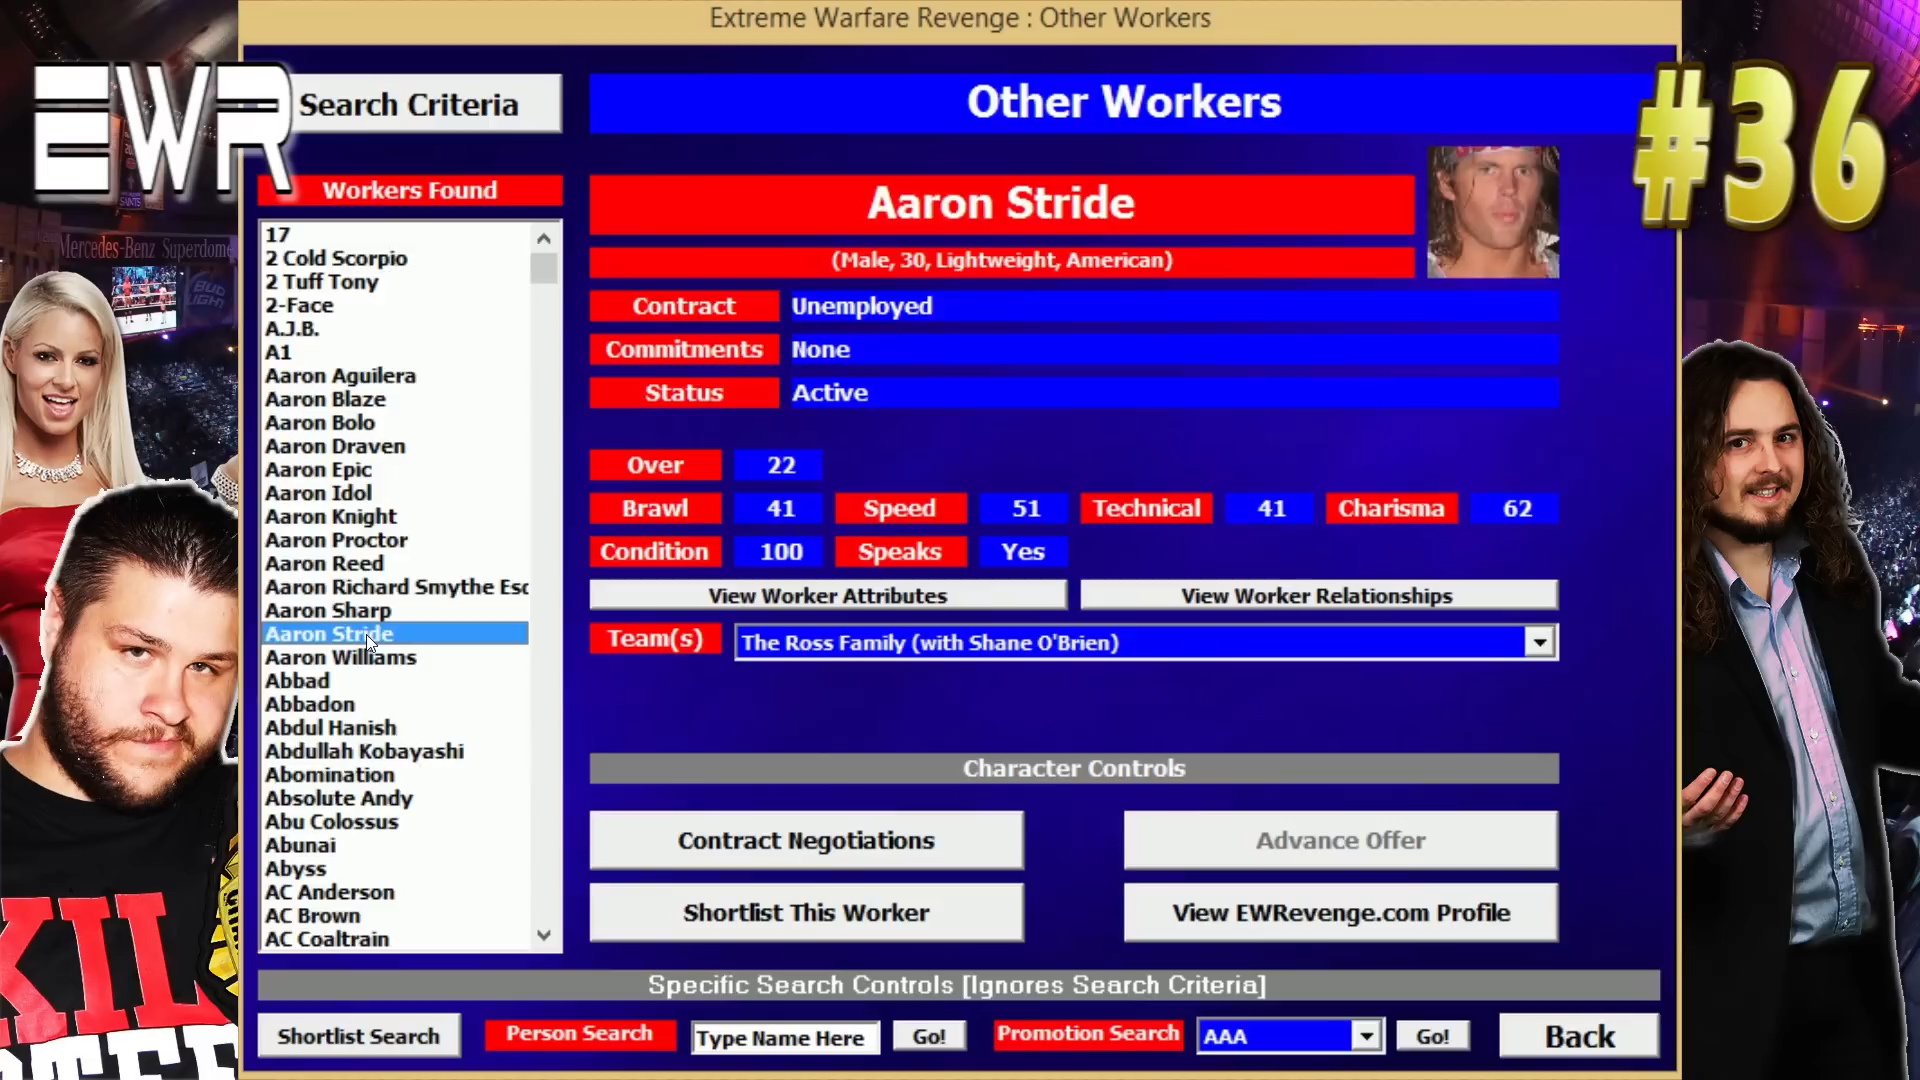 Extreme Warfare Revenge : Other Workers
EWR
#36
Search Criteria
Other Workers
Workers Found
17
2 Cold Scorpio
2 Tuff Tony
2-Face
A.J.B.
A1
Aaron Aguilera
Aaron Blaze
Aaron Bolo
Aaron Draven
Aaron Epic
Aaron Idol
Aaron Knight
Aaron Proctor
Aaron Reed
Aaron Richard Smythe Esc
Aaron Sharp
Aaron Stride
Aaron Williams
Abbad
Abbadon
Abdul Hanish
Abdullah Kobayashi
Abomination
Absolute Andy
Abu Colossus
Abunai
Abyss
AC Anderson
AC Brown
AC Coaltrain
Aaron Stride
(Male, 30, Lightweight, American)
Contract Unemployed
Commitments None
Status Active
Over 22
Brawl 41 Speed 51 Technical 41 Charisma 62
Condition 100 Speaks Yes
View Worker Attributes View Worker Relationships
Team(s) The Ross Family (with Shane O'Brien)
Character Controls
Contract Negotiations Advance Offer
Shortlist This Worker View EWRevenge.com Profile
Specific Search Controls [Ignores Search Criteria]
Shortlist Search Person Search Type Name Here Go! Promotion Search AAA Go! Back
Mercedes-Benz Superdome
BUD LIGHT
SAINTS
KIL